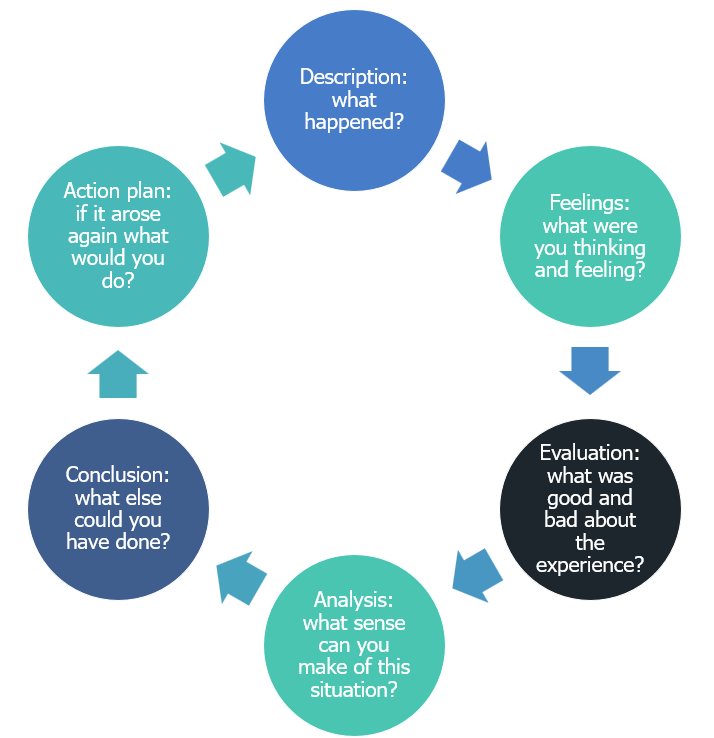 Description:
what
happened?
Feelings:
what were
you thinking
and feeling?
Evaluation:
what was
good and
bad about
the
experience?
Analysis:
what sense
can you
make of this
situation?
Conclusion:
what else
could you
have done?
Action plan:
if it arose
again what
would you
do?